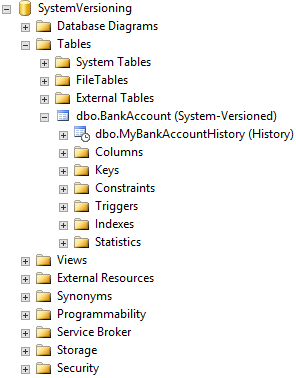 SystemVersioning
Database Diagrams
Tables
System Tables
FileTables
External Tables
dbo.BankAccount (System-Versioned)
dbo.MyBankAccountHistory (History)
Columns
Keys
Constraints
Triggers
Indexes
Statistics
Views
External Resources
Synonyms
Programmability
Service Broker
Storage
Security